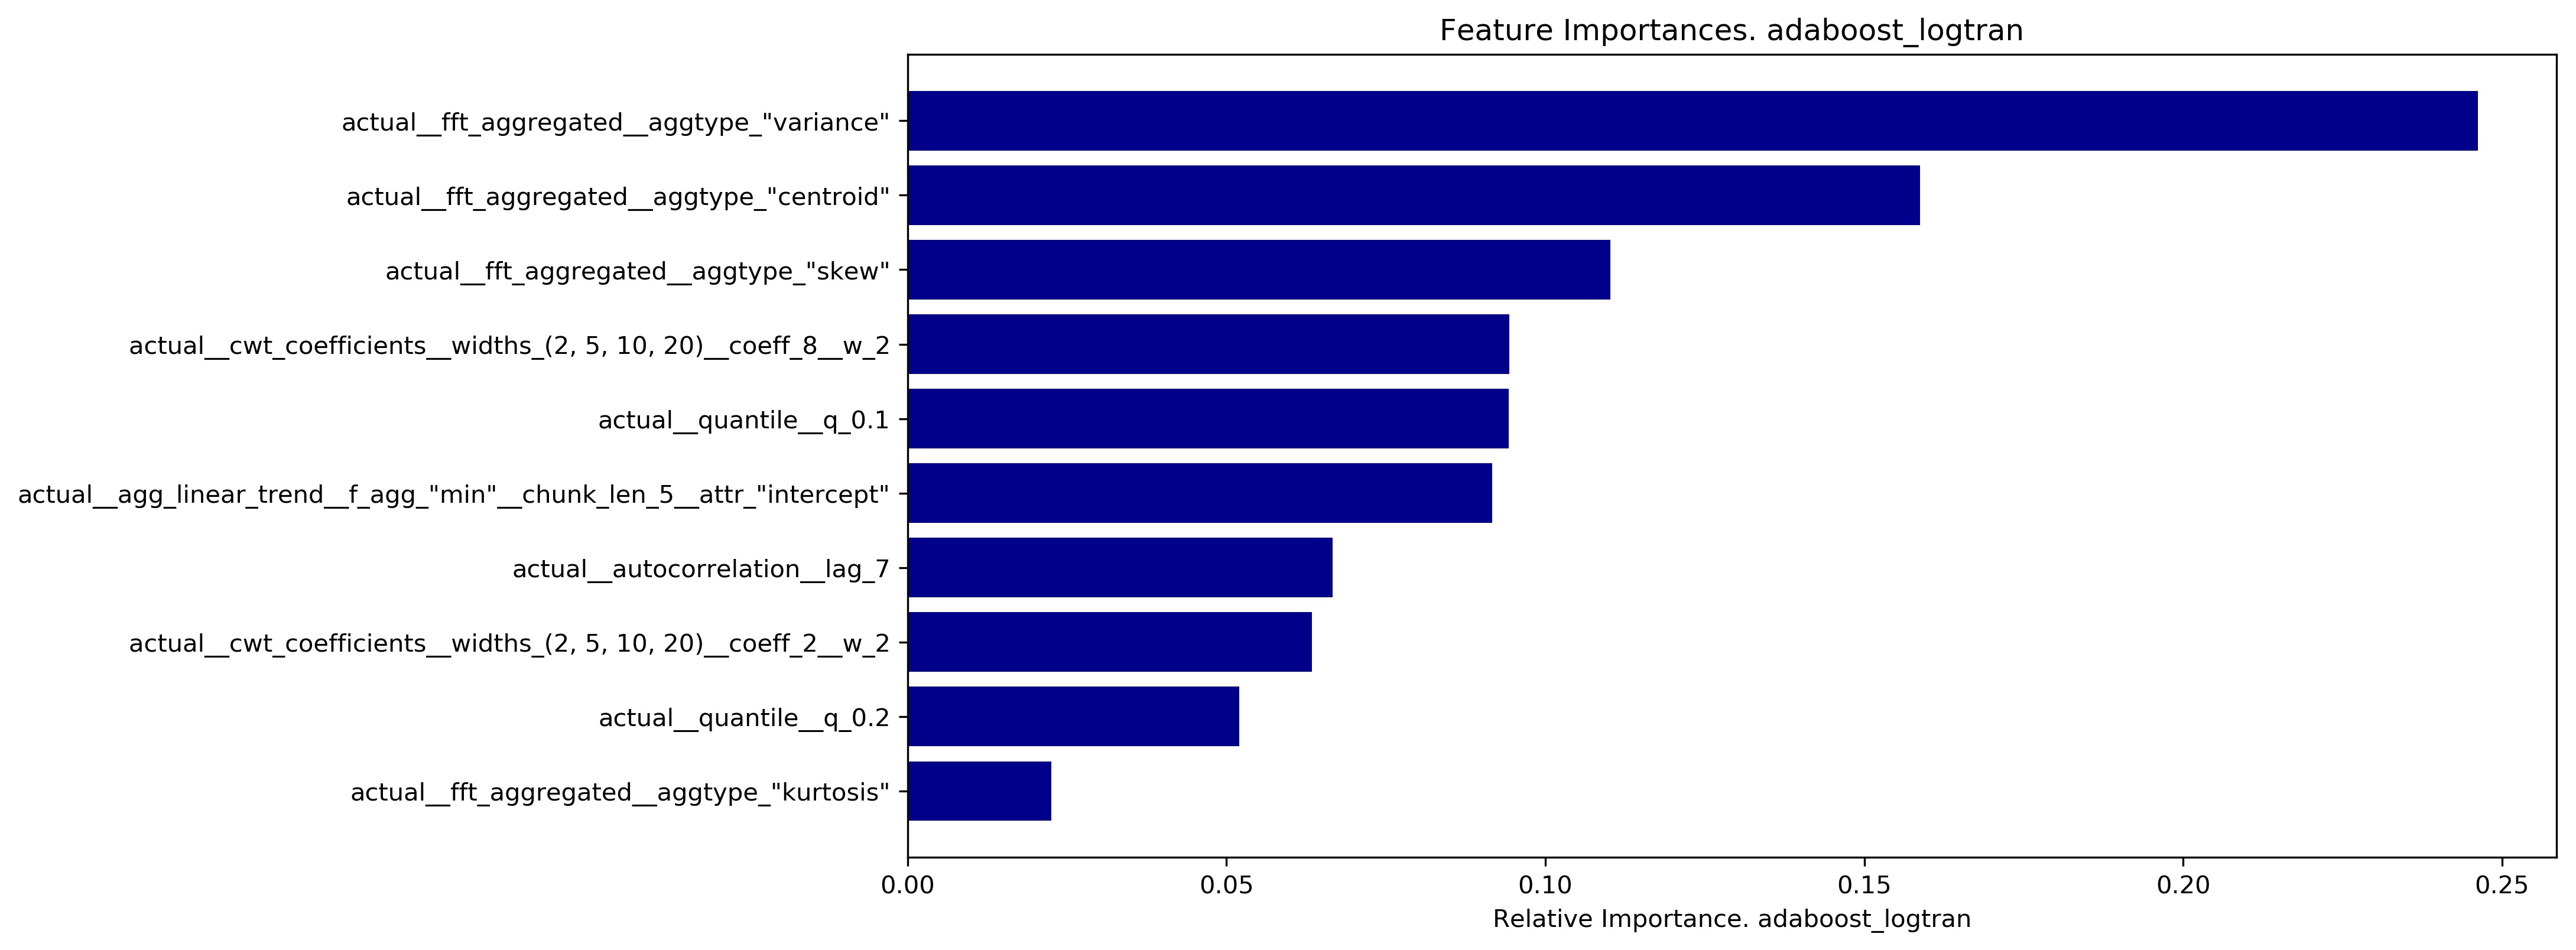 Feature Importances. adaboost_logtran
actual__fft_aggregated__aggtype_"variance"
actual__fft_aggregated__aggtype_"centroid"
actual__fft_aggregated__aggtype_"skew"
actual__cwt_coefficients__widths_(2, 5, 10, 20)__coeff_8__w_2
actual__quantile__q_0.1
actual__agg_linear_trend__f_agg_"min"__chunk_len_5__attr_"intercept"
actual__autocorrelation__lag_7
actual__cwt_coefficients__widths_(2, 5, 10, 20)__coeff_2__w_2
actual__quantile__q_0.2
actual__fft_aggregated__aggtype_"kurtosis"
0.00 0.05 0.10 0.15 0.20 0.25
Relative Importance. adaboost_logtran